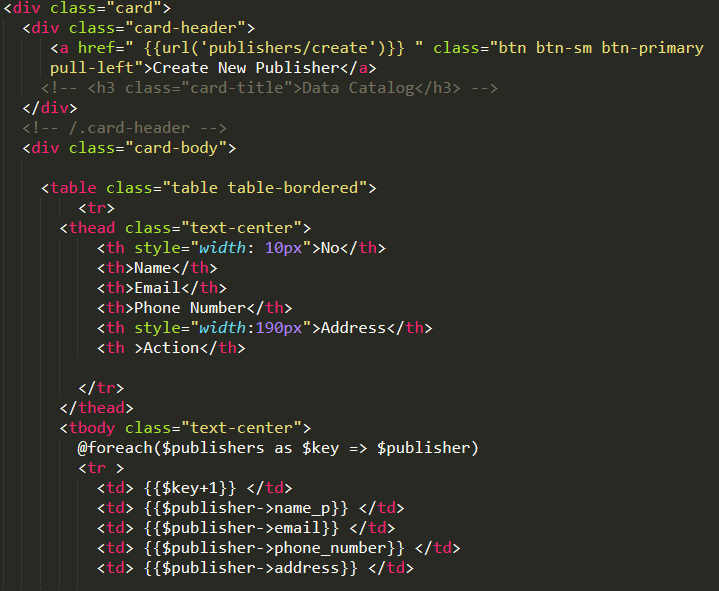 <div class="card">
<div class="card-header">
<a href=" {{url('publishers/create')}} " class="btn btn-sm btn-primary
pull-left">Create New Publisher</a>
<!-- <h3 class="card-title">Data Catalog</h3> -->
</div>
<!-- /.card-header -->
<div class="card-body">
<table class="table table-bordered">
<tr>
<thead class="text-center">
<th style="width: 10px">No</th>
<th>Name</th>
<th>Email</th>
<th>Phone Number</th>
<th style="width:190px">Address</th>
<th >Action</th>
</tr>
</thead>
<tbody class="text-center">
@foreach($publishers as $key => $publisher)
<tr >
<td> {{$key+1}} </td>
<td> {{$publisher->name_p}} </td>
<td> {{$publisher->email}} </td>
<td> {{$publisher->phone_number}} </td>
<td> {{$publisher->address}} </td>